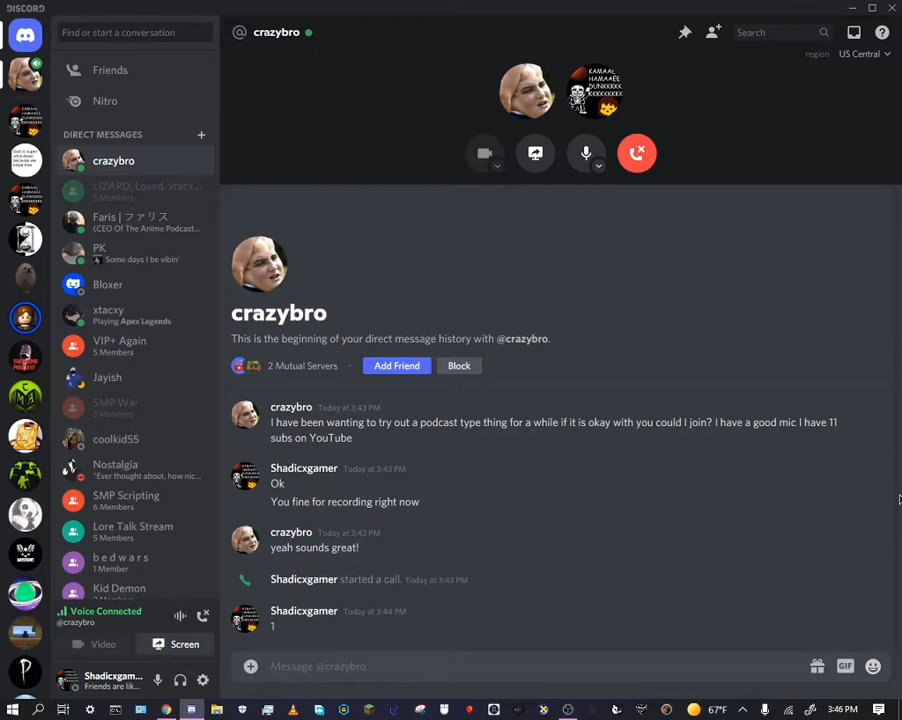 DISCORD
Find or start a conversation
@ crazybro
Search
region US Central
Friends
Nitro
DIRECT MESSAGES
crazybro
LIZARD, Loxxd, xtacx...
5 Members
Faris | ファリス
(CEO Of The Anime Podcast...
PK
Some days I be vibin'
Bloxer
xtacxy
Playing Apex Legends
VIP+ Again
5 Members
Jayish
SMP War
3 Members
coolkid55
Nostalgia
"Ever thought about, how nic...
SMP Scripting
6 Members
Lore Talk Stream
5 Members
b e d w a r s
1 Member
Kid Demon
Voice Connected
@crazybro
Video
Screen
Shadicxgam...
Friends are lik...
KAMAAL
HAMAAEE
DUNKKKKK
crazybro
This is the beginning of your direct message history with @crazybro.
2 Mutual Servers
Add Friend
Block
crazybro Today at 3:43 PM
I have been wanting to try out a podcast type thing for a while if it is okay with you could I join? I have a good mic I have 11
subs on YouTube
Shadicxgamer Today at 3:43 PM
Ok
You fine for recording right now
crazybro Today at 3:43 PM
yeah sounds great!
Shadicxgamer started a call. Today at 3:43 PM
Shadicxgamer Today at 3:44 PM
1
Message @crazybro
GIF
67°F
3:46 PM